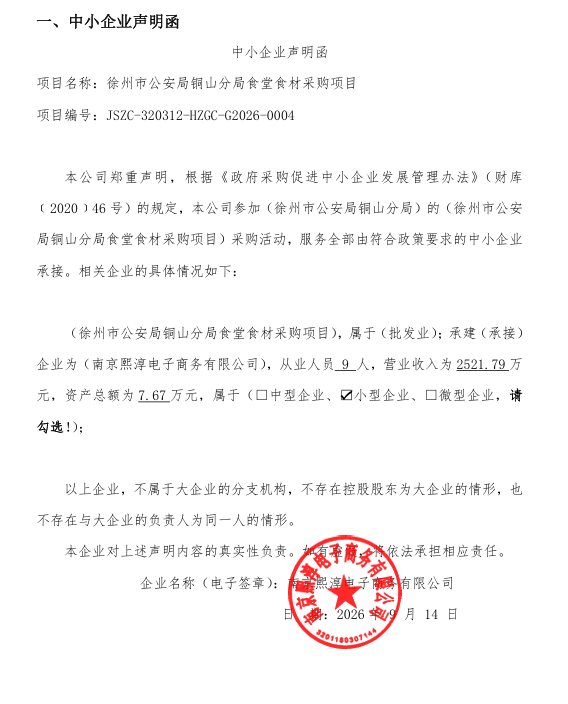 一、中小企业声明函
中小企业声明函
项目名称：徐州市公安局铜山分局食堂食材采购项目
项目编号：JSZC-320312-HZGC-G2026-0004
本公司郑重声明，根据《政府采购促进中小企业发展管理办法》（财库
﹝2020﹞46 号）的规定，本公司参加（徐州市公安局铜山分局）的（徐州市公安
局铜山分局食堂食材采购项目）采购活动，服务全部由符合政策要求的中小企业
承接。相关企业的具体情况如下：
（徐州市公安局铜山分局食堂食材采购项目），属于（批发业）；承建（承接）
企业为（南京熙淳电子商务有限公司），从业人员 9 人，营业收入为 2521.79 万
元，资产总额为 7.67 万元，属于（☐中型企业、☑小型企业、☐微型企业，请
勾选！）；
以上企业，不属于大企业的分支机构，不存在控股股东为大企业的情形，也
不存在与大企业的负责人为同一人的情形。
本企业对上述声明内容的真实性负责。如有虚假，将依法承担相应责任。
企业名称（电子签章）：南京熙淳电子商务有限公司
日 期：2026 年 9 月 14 日
南京熙淳电子商务有限公司
3201180307144